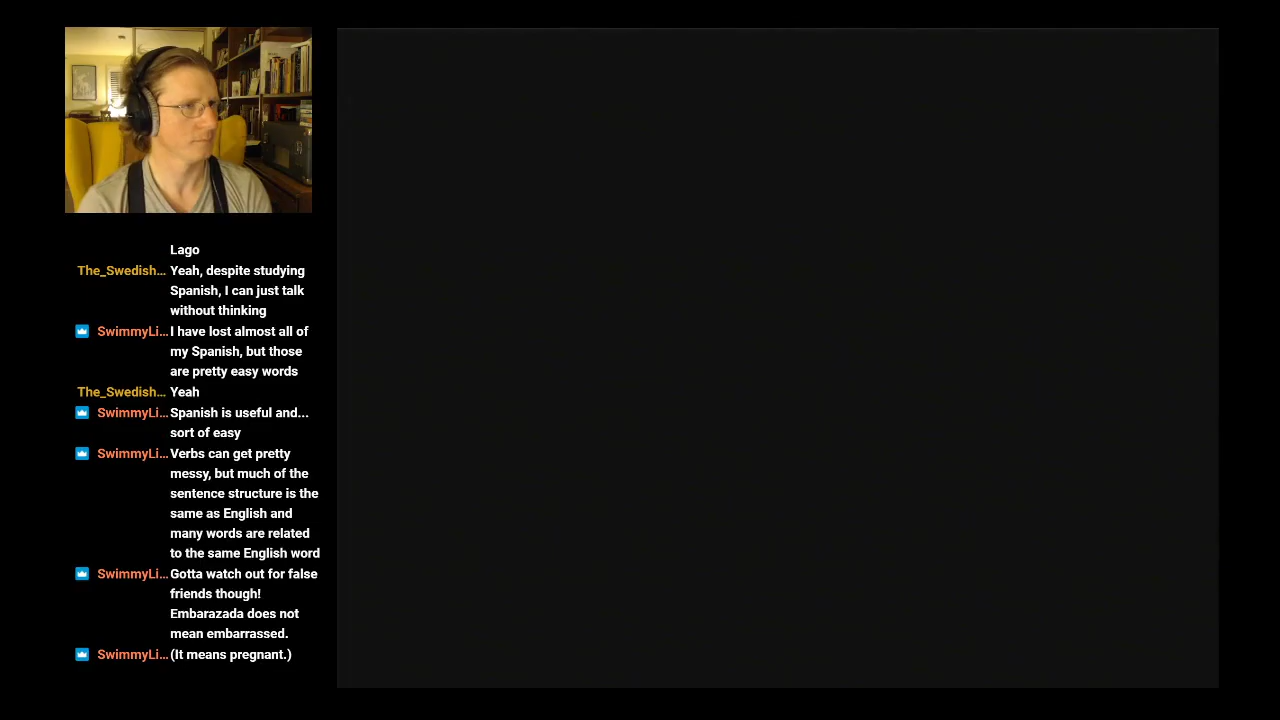 Lago
The_Swedish... Yeah, despite studying
Spanish, I can just talk
without thinking
SwimmyLi... I have lost almost all of
my Spanish, but those
are pretty easy words
The_Swedish... Yeah
SwimmyLi... Spanish is useful and...
sort of easy
SwimmyLi... Verbs can get pretty
messy, but much of the
sentence structure is the
same as English and
many words are related
to the same English word
SwimmyLi... Gotta watch out for false
friends though!
Embarazada does not
mean embarrassed.
SwimmyLi... (It means pregnant.)